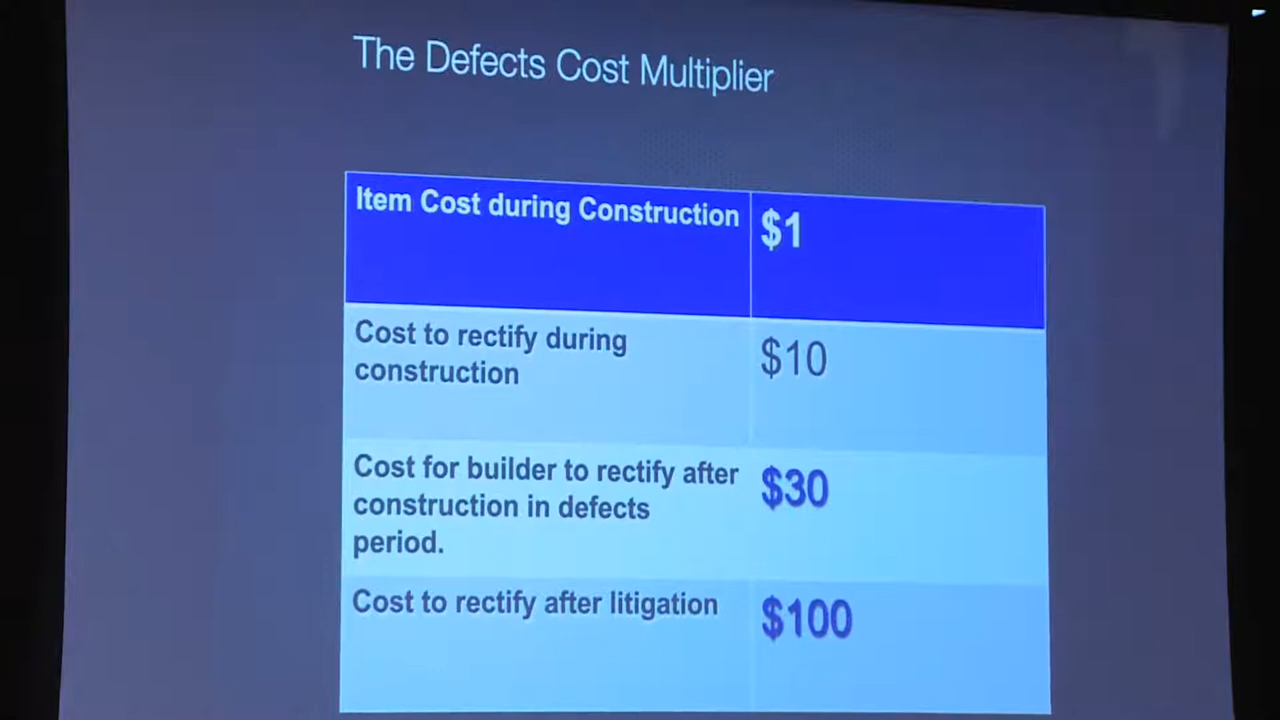 The Defects Cost Multiplier
Item Cost during Construction
$1
Cost to rectify during
construction
$10
Cost for builder to rectify after
construction in defects
period.
$30
Cost to rectify after litigation
$100